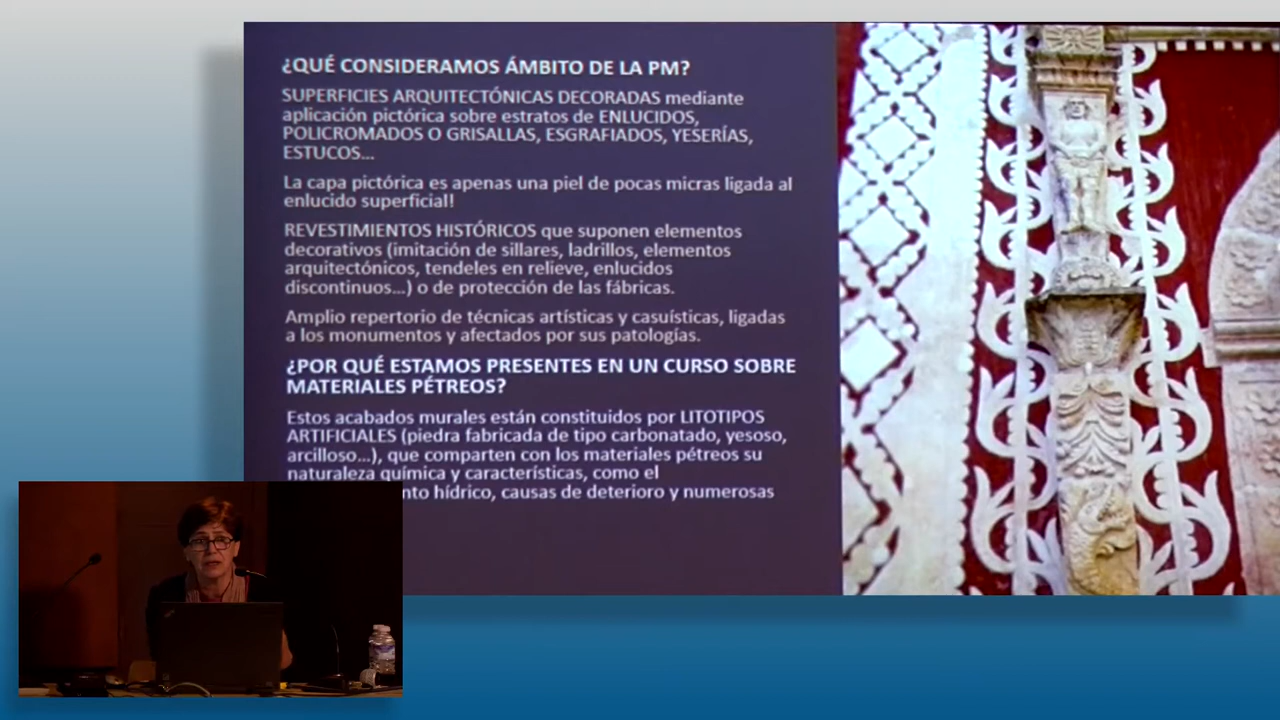 ¿QUÉ CONSIDERAMOS ÁMBITO DE LA PM?
SUPERFICIES ARQUITECTÓNICAS DECORADAS mediante
aplicación pictórica sobre estratos de ENLUCIDOS,
POLICROMADOS O GRISALLAS, ESGRAFIADOS, YESERÍAS,
ESTUCOS...
La capa pictórica es apenas una piel de pocas micras ligada al
enlucido superficial!
REVESTIMIENTOS HISTÓRICOS que suponen elementos
decorativos (imitación de sillares, ladrillos, elementos
arquitectónicos, tendeles en relieve, enlucidos
discontinuos...) o de protección de las fábricas.
Amplio repertorio de técnicas artísticas y casuísticas, ligadas
a los monumentos y afectados por sus patologías.
¿POR QUÉ ESTAMOS PRESENTES EN UN CURSO SOBRE
MATERIALES PÉTREOS?
Estos acabados murales están constituidos por LITOTIPOS
ARTIFICIALES (piedra fabricada de tipo carbonatado, yesoso,
arcilloso...), que comparten con los materiales pétreos su
naturaleza química y características, como el
hídrico, causas de deterioro y numerosas